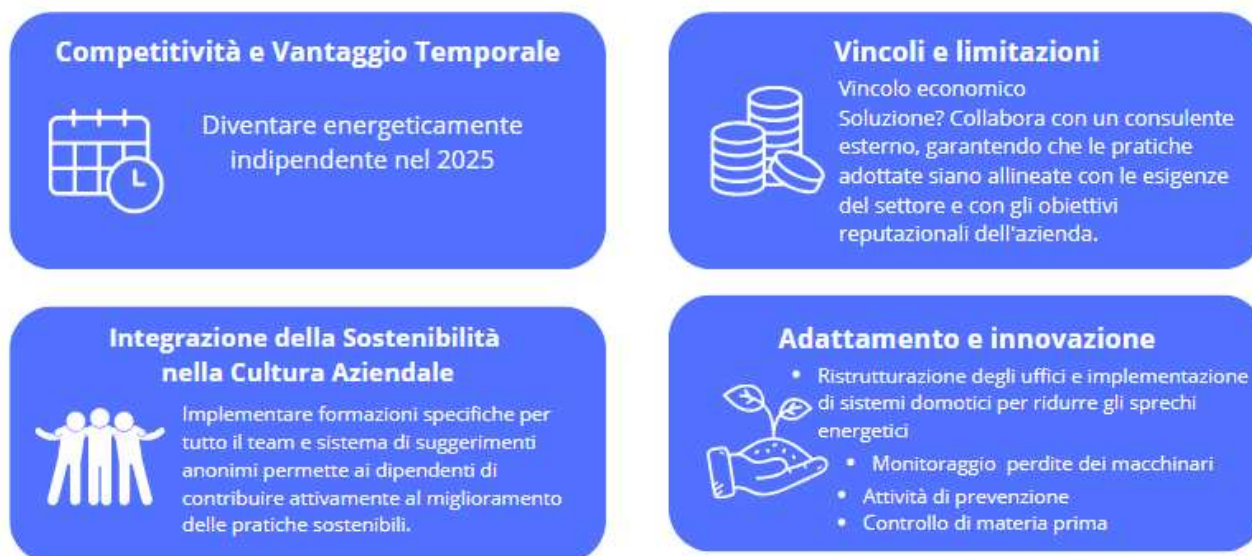 Competitività e Vantaggio Temporale
Diventare energeticamente
indipendente nel 2025
Vincoli e limitazioni
Vincolo economico
Soluzione? Collabora con un consulente
esterno, garantendo che le pratiche
adottate siano allineate con le esigenze
del settore e con gli obiettivi
reputazionali dell'azienda.
Integrazione della Sostenibilità
nella Cultura Aziendale
Implementare formazioni specifiche per
tutto il team e sistema di suggerimenti
anonimi permette ai dipendenti di
contribuire attivamente al miglioramento
delle pratiche sostenibili.
Adattamento e innovazione
• Ristrutturazione degli uffici e implementazione
di sistemi domotici per ridurre gli sprechi
energetici
• Monitoraggio perdite dei macchinari
• Attività di prevenzione
• Controllo di materia prima